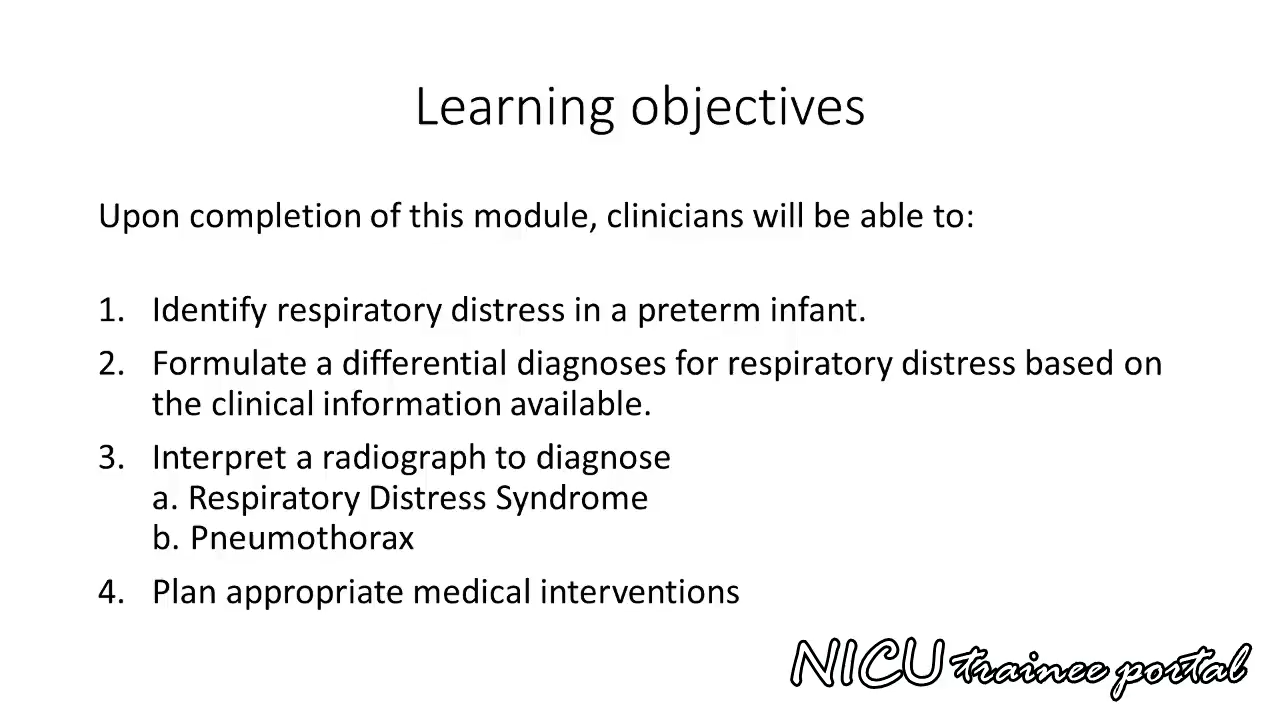 Learning objectives
Upon completion of this module, clinicians will be able to:
1. Identify respiratory distress in a preterm infant.
2. Formulate a differential diagnoses for respiratory distress based on
the clinical information available.
3. Interpret a radiograph to diagnose
a. Respiratory Distress Syndrome
b. Pneumothorax
4. Plan appropriate medical interventions
NICU trainee portal